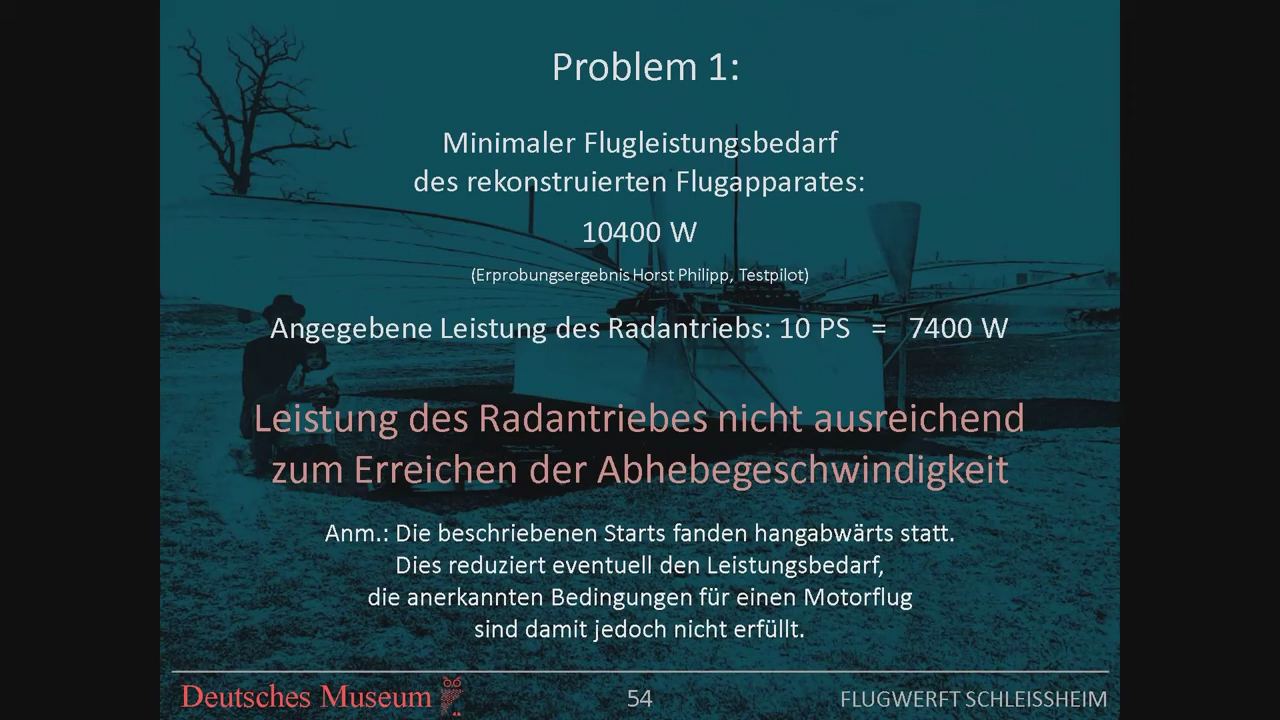 Problem 1:
Minimaler Flugleistungsbedarf
des rekonstruierten Flugapparates:
10400 W
(Erprobungsergebnis Horst Philipp, Testpilot)
Angegebene Leistung des Radantriebs: 10 PS = 7400 W
Leistung des Radantriebes nicht ausreichend
zum Erreichen der Abhebegeschwindigkeit
Anm.: Die beschriebenen Starts fanden hangabwärts statt.
Dies reduziert eventuell den Leistungsbedarf,
die anerkannten Bedingungen für einen Motorflug
sind damit jedoch nicht erfüllt.
Deutsches Museum 54 FLUGWERFT SCHLEISSHEIM